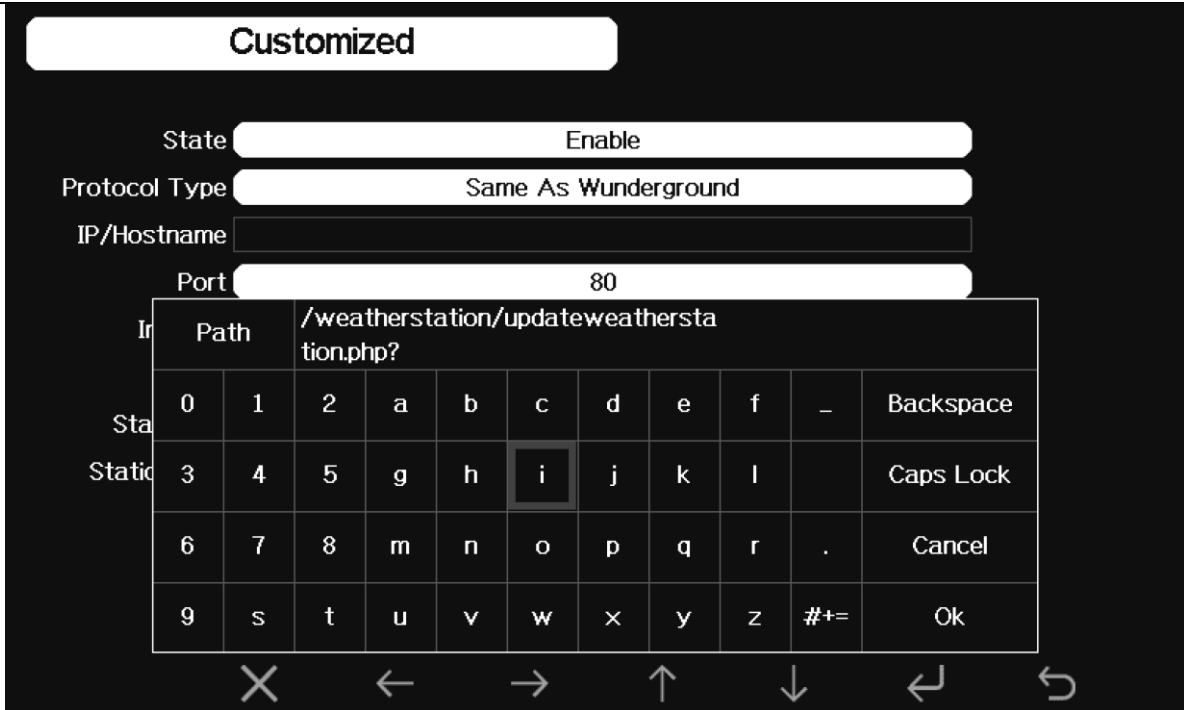 Customized
State Enable
Protocol Type Same As Wunderground
IP/Hostname
Port 80
Path /weatherstation/updateweathersta
tion.php?
0 1 2 a b c d e f _ Backspace
Sta
3 4 5 g h i j k l Caps Lock
6 7 8 m n o p q r . Cancel
9 s t u v w x y z #+= Ok